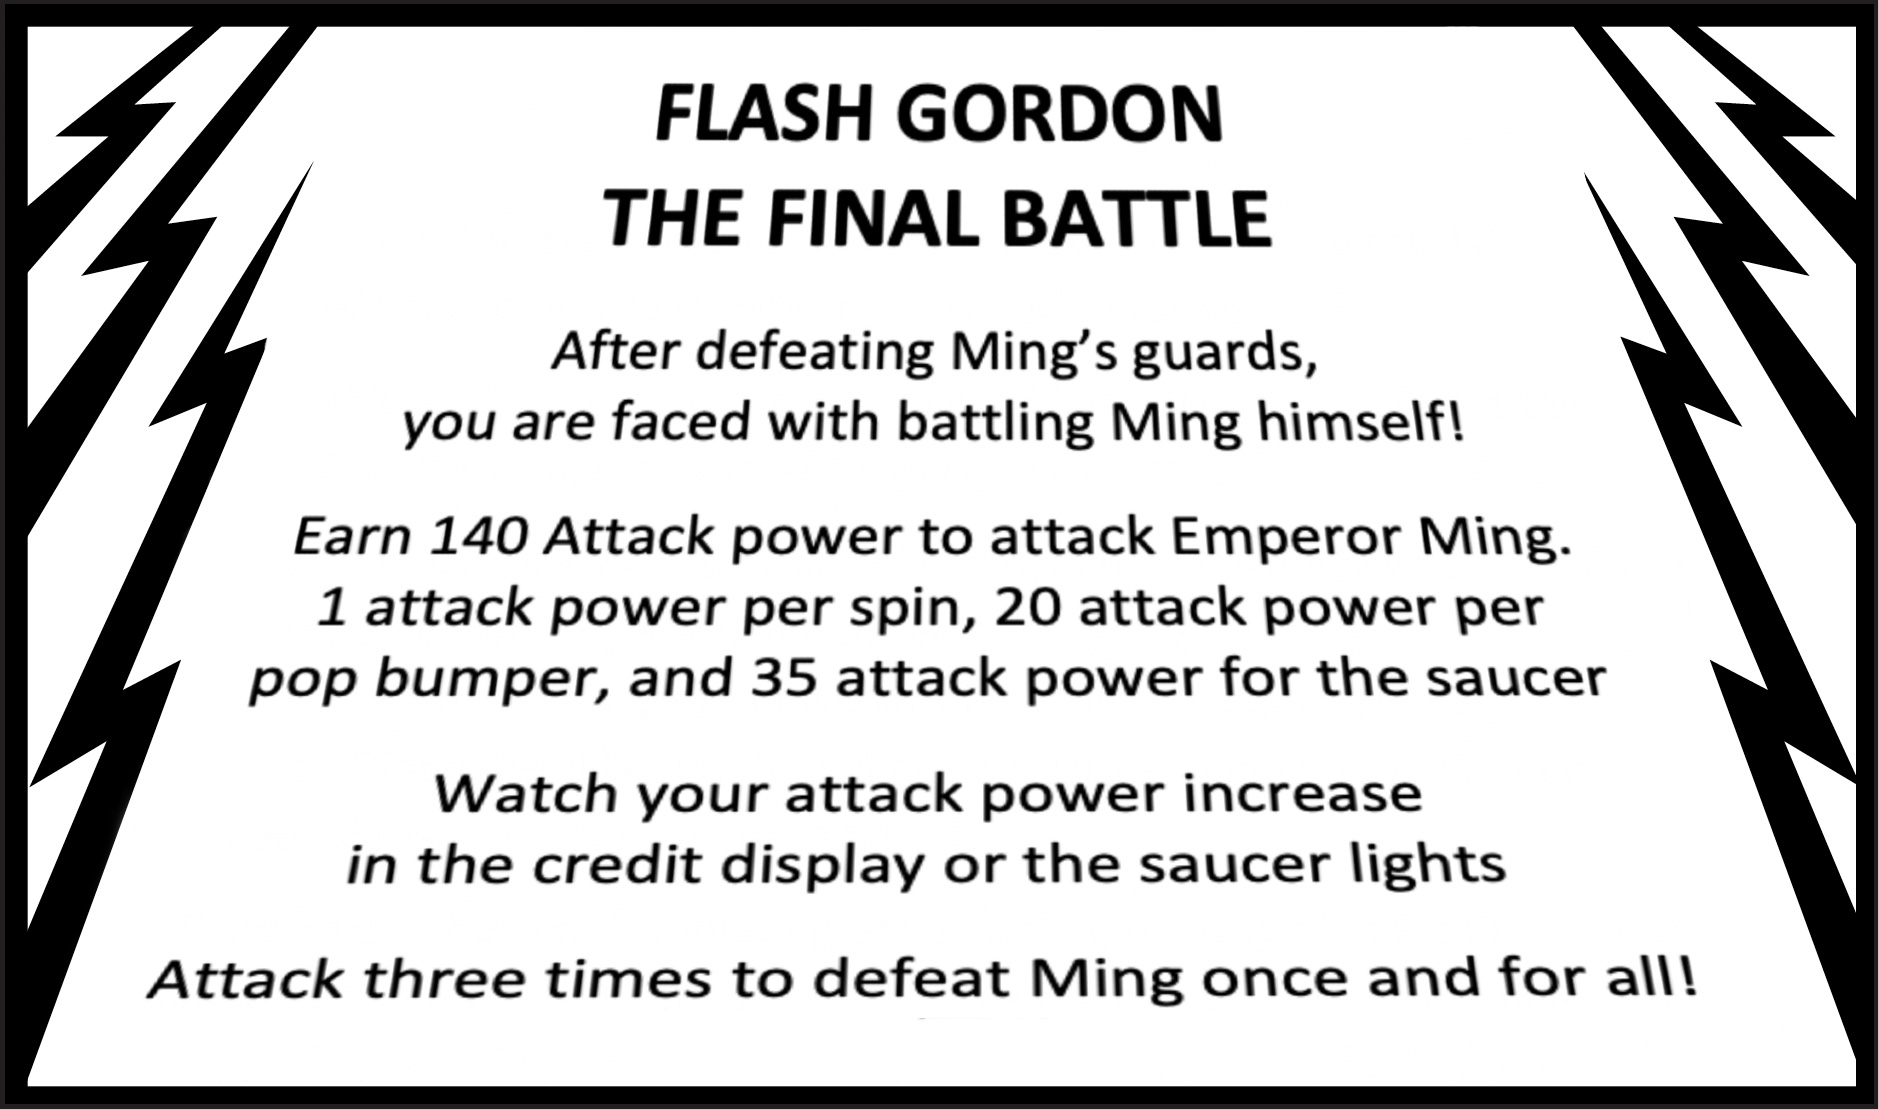 FLASH GORDON
THE FINAL BATTLE
After defeating Ming’s guards,
you are faced with battling Ming himself!
Earn 140 Attack power to attack Emperor Ming.
1 attack power per spin, 20 attack power per
pop bumper, and 35 attack power for the saucer
Watch your attack power increase
in the credit display or the saucer lights
Attack three times to defeat Ming once and for all!